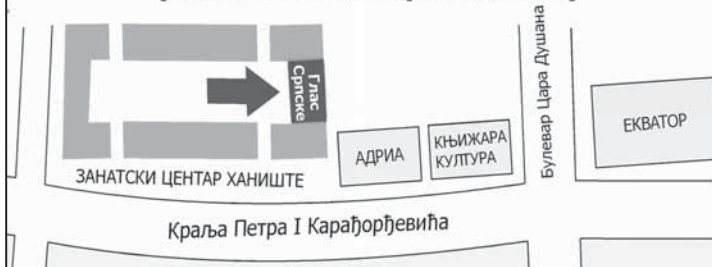 Глас
Српске
Булевар Цара Душана
ЕКВАТОР
АДРИА
КЊИЖАРА
КУЛТУРА
ЗАНАТСКИ ЦЕНТАР ХАНИШТЕ
Краља Петра I Карађорђевића